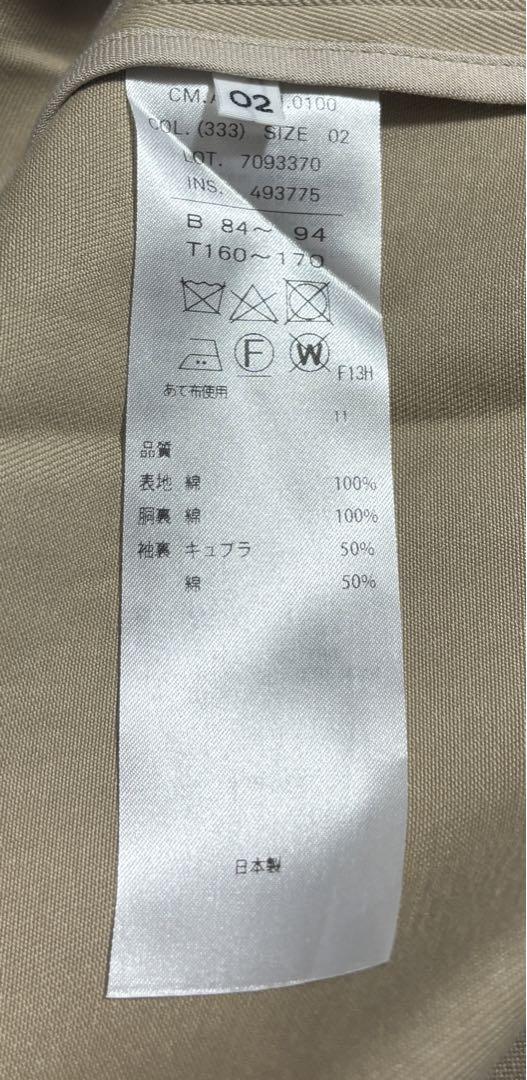 CM. 02 .0100
COL. (333) SIZE 02
LOT. 7093370
INS. 493775
B 84〜 94
T160〜170
F W F13H
あて布使用
11
品質
表地 綿 100%
胴裏 綿 100%
袖裏 キュプラ 50%
綿 50%
日本製